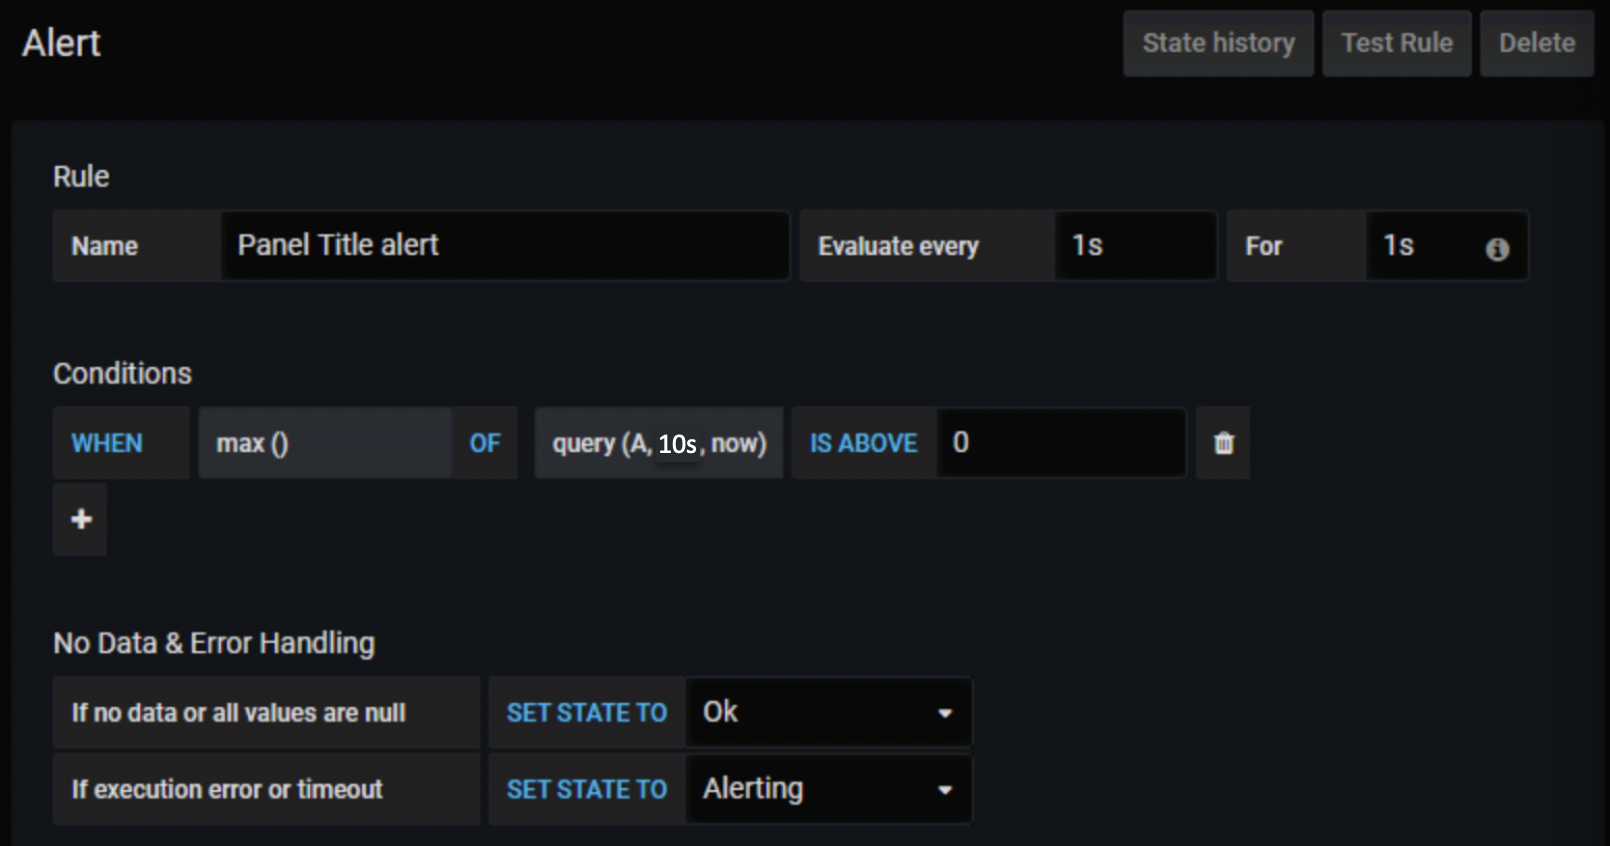 Alert State history Test Rule Delete
Rule
Name Panel Title alert Evaluate every 1s For 1s
Conditions
WHEN max () OF query (A, 10s, now) IS ABOVE 0
+
No Data & Error Handling
If no data or all values are null SET STATE TO Ok
If execution error or timeout SET STATE TO Alerting